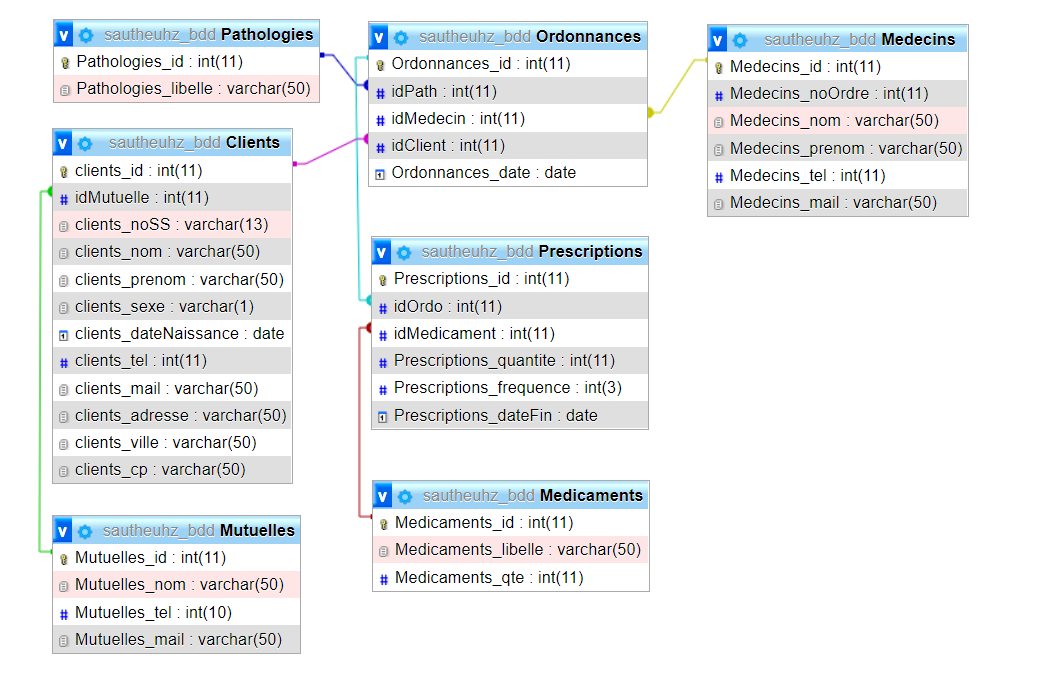 v sautheuhz_bdd Pathologies
Pathologies_id : int(11)
Pathologies_libelle : varchar(50)
v sautheuhz_bdd Clients
clients_id : int(11)
# idMutuelle : int(11)
clients_noSS : varchar(13)
clients_nom : varchar(50)
clients_prenom : varchar(50)
clients_sexe : varchar(1)
clients_dateNaissance : date
# clients_tel : int(11)
clients_mail : varchar(50)
clients_adresse : varchar(50)
clients_ville : varchar(50)
clients_cp : varchar(50)
v sautheuhz_bdd Mutuelles
Mutuelles_id : int(11)
Mutuelles_nom : varchar(50)
# Mutuelles_tel : int(10)
Mutuelles_mail : varchar(50)
v sautheuhz_bdd Ordonnances
Ordonnances_id : int(11)
# idPath : int(11)
# idMedecin : int(11)
# idClient : int(11)
Ordonnances_date : date
v sautheuhz_bdd Prescriptions
Prescriptions_id : int(11)
# idOrdo : int(11)
# idMedicament : int(11)
# Prescriptions_quantite : int(11)
# Prescriptions_frequence : int(3)
Prescriptions_dateFin : date
v sautheuhz_bdd Medicaments
Medicaments_id : int(11)
Medicaments_libelle : varchar(50)
# Medicaments_qte : int(11)
v sautheuhz_bdd Medecins
Medecins_id : int(11)
# Medecins_noOrdre : int(11)
Medecins_nom : varchar(50)
Medecins_prenom : varchar(50)
# Medecins_tel : int(11)
Medecins_mail : varchar(50)